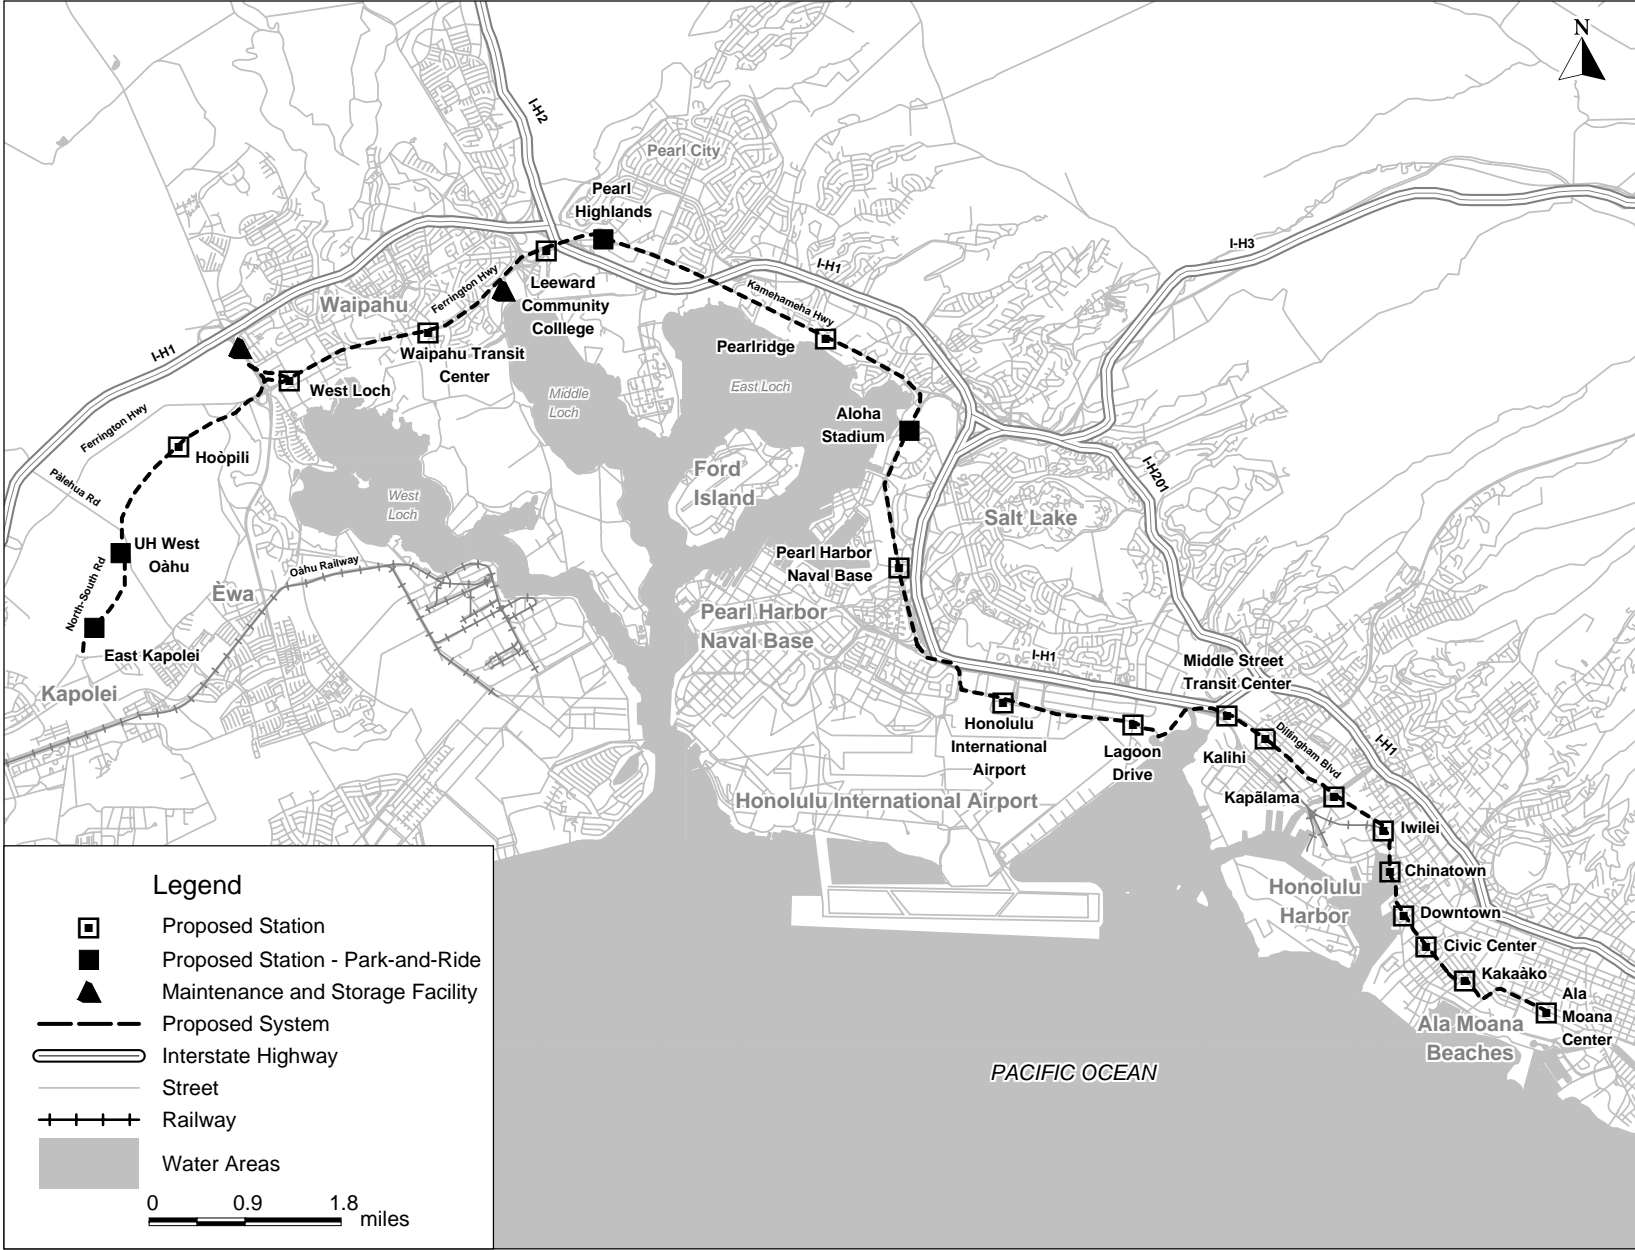 N
I-H2
Pearl City
Pearl
Highlands
I-H3
I-H1
Leeward
Community
Colllege
Ferrington Hwy
Kamehameha Hwy
Waipahu
Waipahu Transit
Center
Pearlridge
I-H1
West Loch
Middle
Loch
East Loch
Aloha
Stadium
Ferrington Hwy
Hoòpili
Pàlehua Rd
Ford
Island
I-H201
West
Loch
Salt Lake
UH West
Oàhu
Pearl Harbor
Naval Base
North-South Rd
Oàhu Railway
Èwa
Pearl Harbor
Naval Base
East Kapolei
Kapolei
I-H1
Middle Street
Transit Center
Honolulu
International
Airport
Lagoon
Drive
Kalihi
Dillingham Blvd
I-H1
Kapãlama
Honolulu International Airport
Iwilei
Chinatown
Honolulu
Harbor
Downtown
Civic Center
Kakaàko
Ala
Moana
Center
Ala Moana
Beaches
PACIFIC OCEAN
Legend
Proposed Station
Proposed Station - Park-and-Ride
Maintenance and Storage Facility
Proposed System
Interstate Highway
Street
Railway
Water Areas
0 0.9 1.8
miles